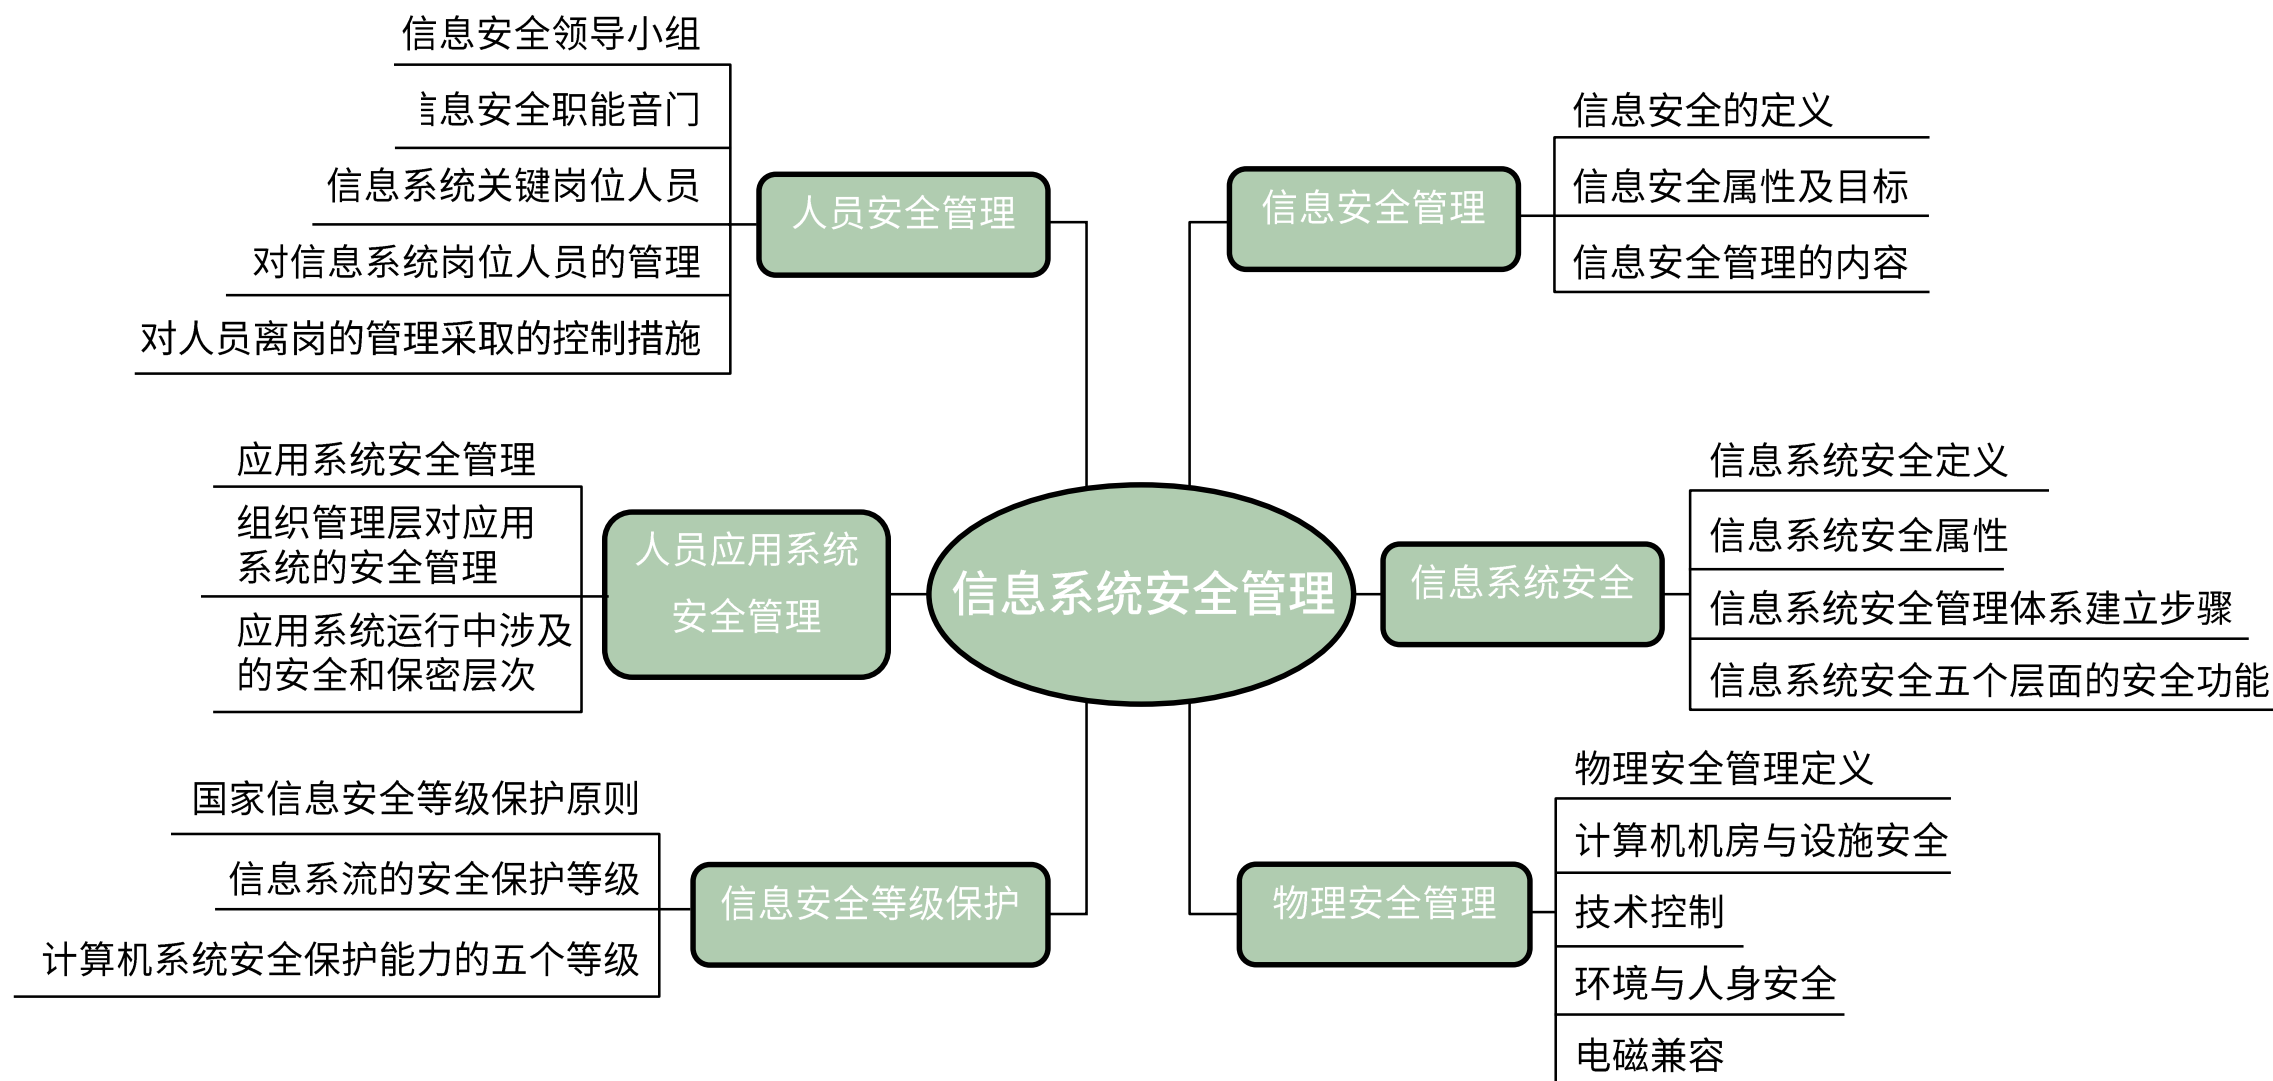 信息安全领导小组
息安全职能音门
信息系统关键岗位人员
对信息系统岗位人员的管理
对人员离岗的管理采取的控制措施
人员安全管理
信息安全管理
信息安全的定义
信息安全属性及目标
信息安全管理的内容
应用系统安全管理
组织管理层对应用
系统的安全管理
应用系统运行中涉及
的安全和保密层次
人员应用系统
安全管理
信息系统安全管理
信息系统安全
信息系统安全定义
信息系统安全属性
信息系统安全管理体系建立步骤
信息系统安全五个层面的安全功能
国家信息安全等级保护原则
信息系流的安全保护等级
计算机系统安全保护能力的五个等级
信息安全等级保护
物理安全管理
物理安全管理定义
计算机机房与设施安全
技术控制
环境与人身安全
电磁兼容